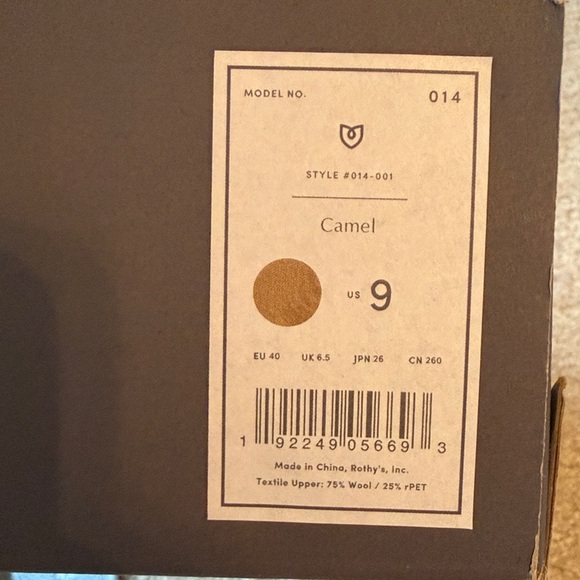 MODEL NO. 014
STYLE #014-001
Camel
US 9
EU 40 UK 6.5 JPN 26 CN 260
1 92249 05669 3
Made in China, Rothy's, Inc.
Textile Upper: 75% Wool / 25% rPET